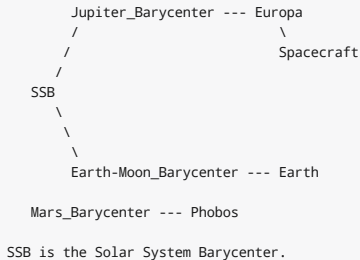 Jupiter_Barycenter --- Europa
/ \
/ Spacecraft
/
SSB
\
\
\
Earth-Moon_Barycenter --- Earth
Mars_Barycenter --- Phobos
SSB is the Solar System Barycenter.